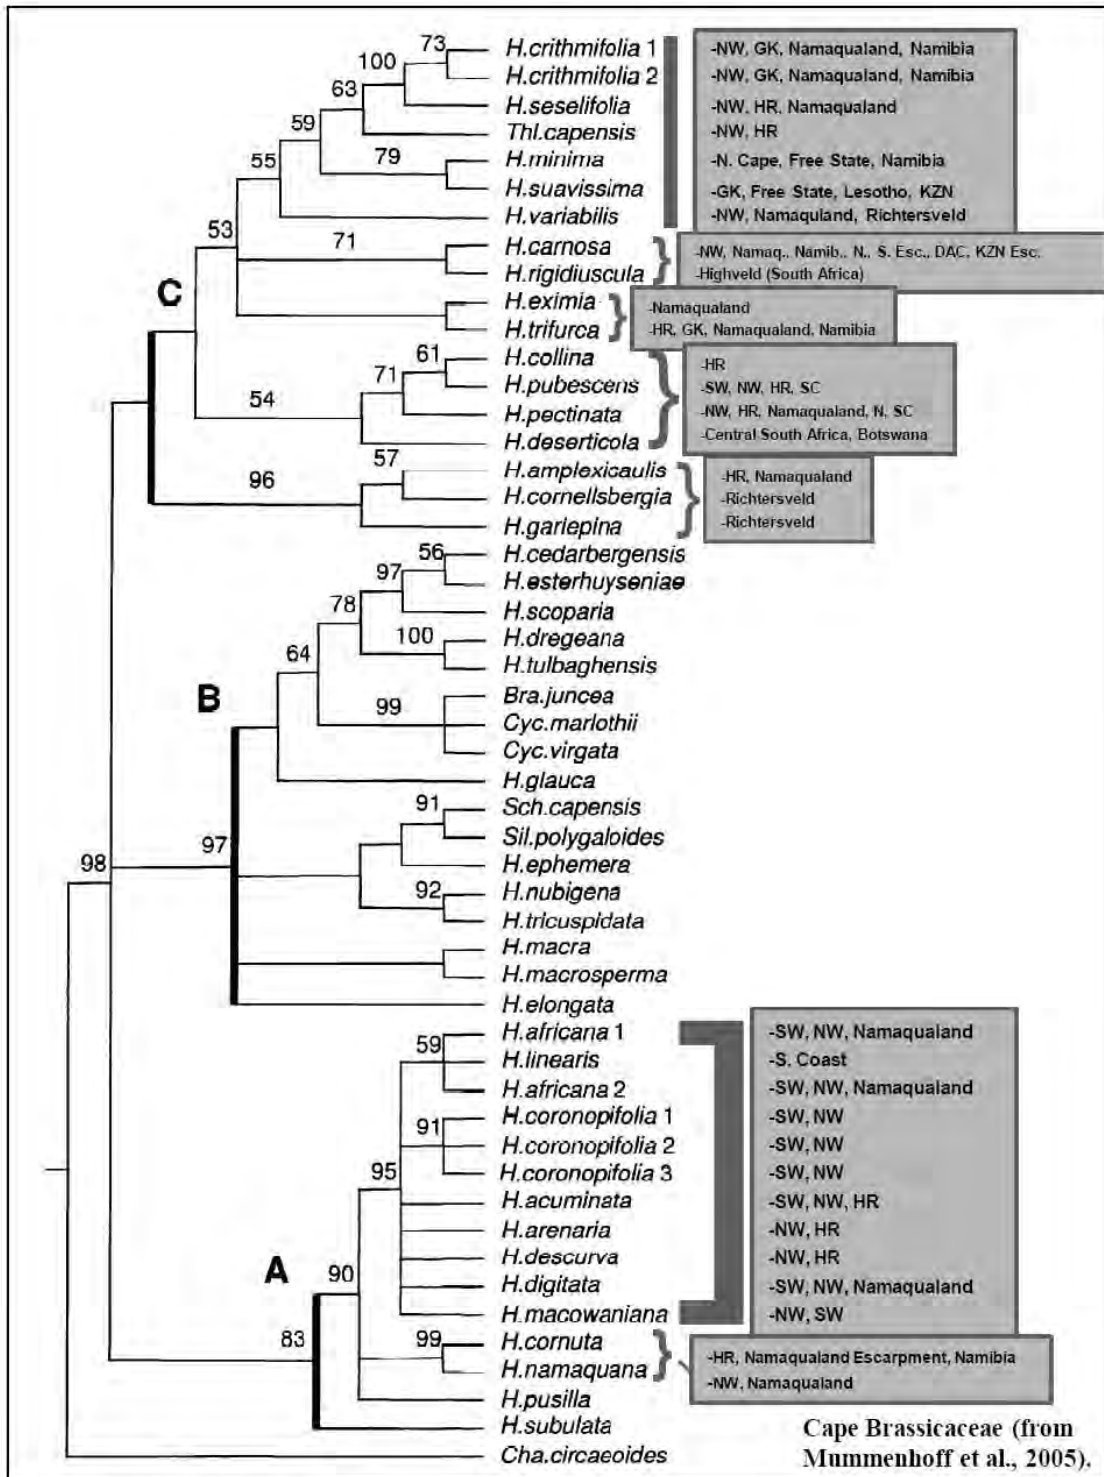 73 H.crithmifolia 1 -NW, GK, Namaqualand, Namibia
100 H.crithmifolia 2 -NW, GK, Namaqualand, Namibia
63 H.seselifolia -NW, HR, Namaqualand
59 Thl.capensis -NW, HR
55 79 H.minima -N. Cape, Free State, Namibia
H.suavissima -GK, Free State, Lesotho, KZN
H.variabilis -NW, Namaquland, Richtersveld
53 71 H.carnosa -NW, Namaq., Namib., N., S. Esc., DAC, KZN Esc.
H.rigidiuscula -Highveld (South Africa)
C H.eximia -Namaqualand
H.trifurca -HR, GK, Namaqualand, Namibia
61 H.collina -HR
71 H.pubescens -SW, NW, HR, SC
54 H.pectinata -NW, HR, Namaqualand, N, SC
H.deserticola -Central South Africa, Botswana
57 H.amplexicaulis -HR, Namaqualand
96 H.cornellsbergia -Richtersveld
H.gariepina -Richtersveld
56 H.cedarbergensis
97 H.esterhuyseniae
78 H.scoparia
100 H.dregeana
64 H.tulbaghensis
B Bra.juncea
99 Cyc.marlothii
Cyc.virgata
H.glauca
91 Sch.capensis
Sil.polygaloides
98 97 H.ephemera
92 H.nubigena
H.tricuspidata
H.macra
H.macrosperma
H.elongata
H.africana 1 -SW, NW, Namaqualand
59 H.linearis -S. Coast
H.africana 2 -SW, NW, Namaqualand
91 H.coronopifolia 1 -SW, NW
H.coronopifolia 2 -SW, NW
95 H.coronopifolia 3 -SW, NW
H.acuminata -SW, NW, HR
H.arenaria -NW, HR
A H.descurva -NW, HR
90 H.digitata -SW, NW, Namaqualand
H.macowaniana -NW, SW
83 99 H.cornuta -HR, Namaqualand Escarpment, Namibia
H.namaquana -NW, Namaqualand
H.pusilla
H.subulata
Cha.circaeoides
Cape Brassicaceae (from
Mummenhoff et al., 2005).